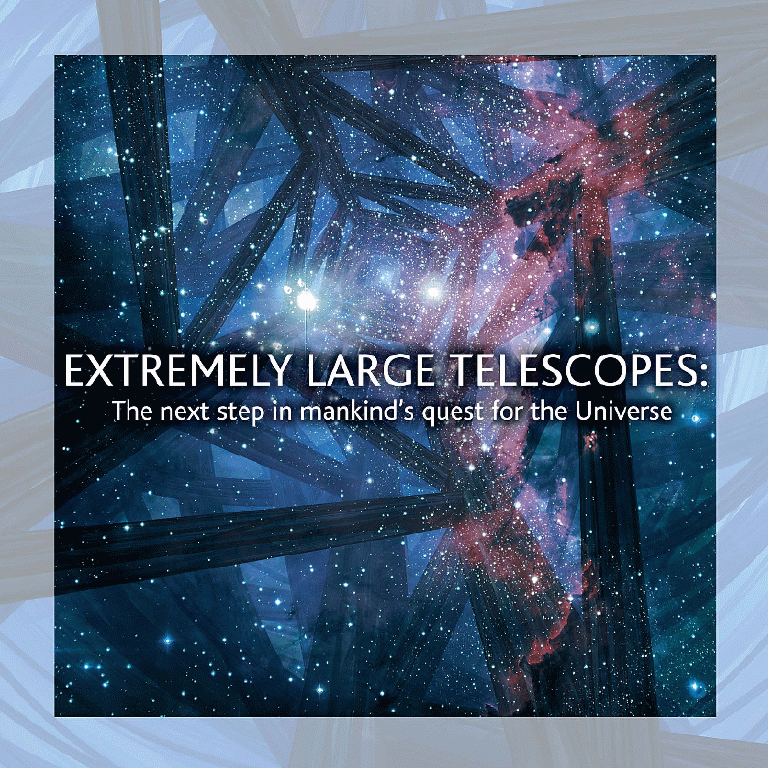 EXTREMELY LARGE TELESCOPES:
The next step in mankind's quest for the Universe